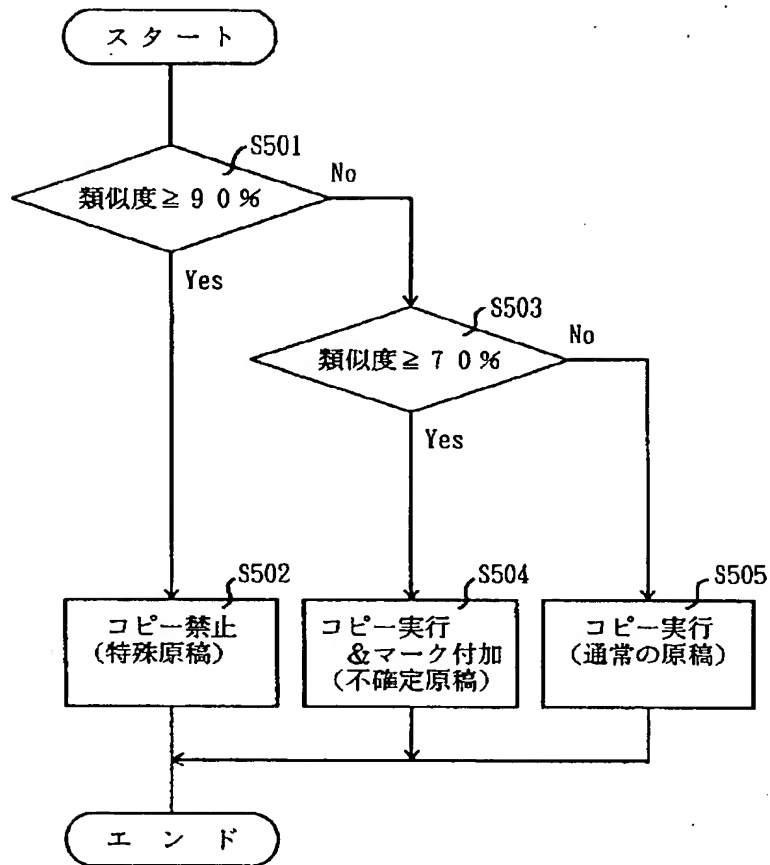 スタート
S501
類似度≧90%
No
Yes
S503
類似度≧70%
No
Yes
S502
コピー禁止
(特殊原稿)
S504
コピー実行
&マーク付加
(不確定原稿)
S505
コピー実行
(通常の原稿)
エンド